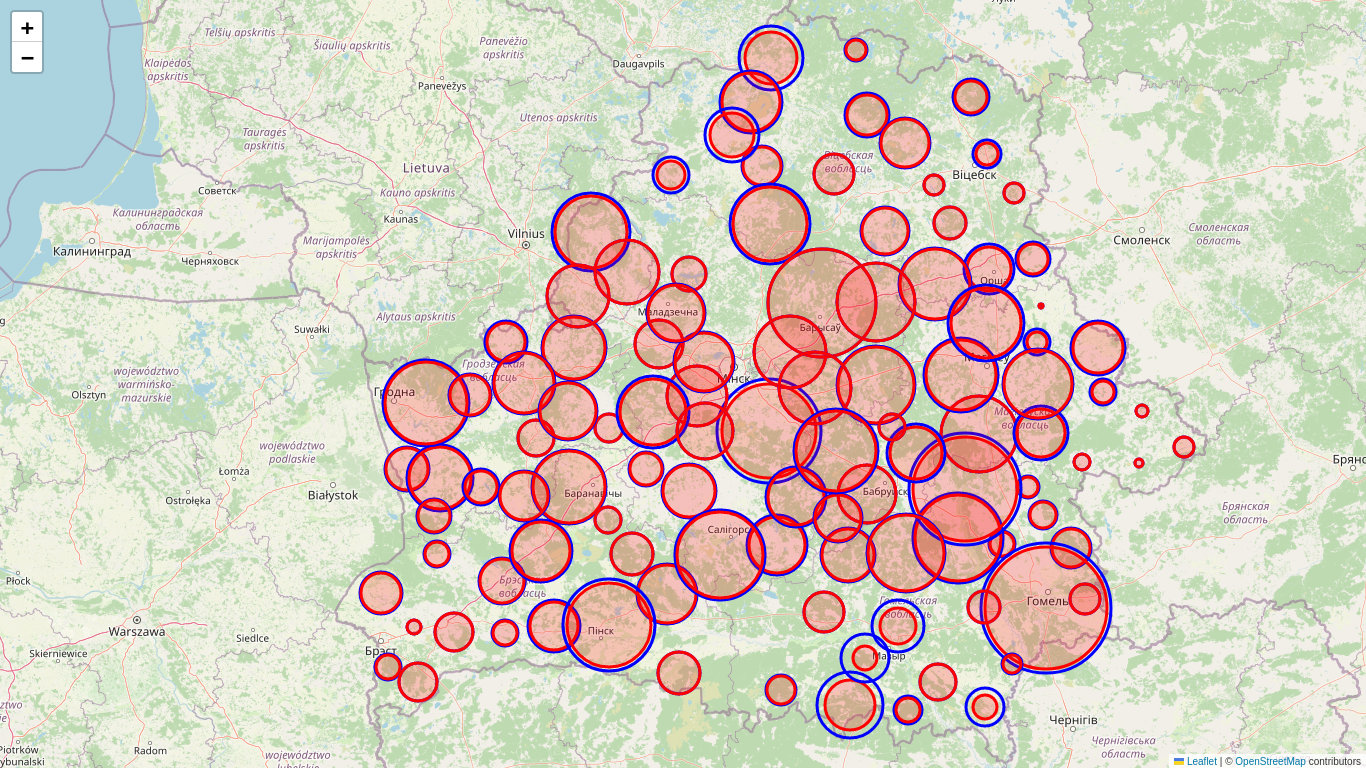 +
−
Telšių apskritis
Šiaulių apskritis
Panevėžio
apskritis
Klaipėdos
apskritis
Daugavpils
Panevėžys
Utenos apskritis
Tauragės
apskritis
Lietuva
Советск
Kauno apskritis
Калининградская
область
Kaunas
Vilnius
Marijampolės
apskritis
Калининград
Черняховск
Віцебская
вобласць
Віцебск
Смоленск
Смоленская
область
Орша
Suwałki
Alytaus apskritis
Маладзечна
Барысаў
Гродзенская
вобласць
Мінск
województwo
warmińsko-
mazurskie
Olsztyn
Гродна
вобласць
województwo
podlaskie
Łomża
Ostrołęka
Białystok
Баранавічы
Бабруйск
Салігорск
Брянская
область
Płock
вобласць
Гомельская
вобласць
Гомель
Warszawa
Siedlce
Пінск
Skierniewice
Брэст
Мазыр
Чернігів
Чернігівська
область
Piotrków
Radom
województwo
Leaflet | © OpenStreetMap contributors